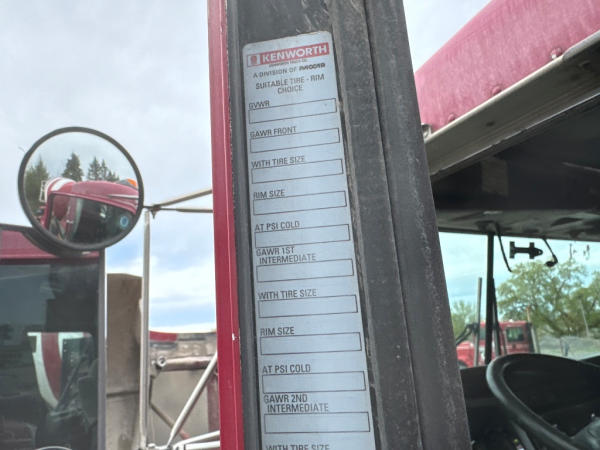 KENWORTH
A DIVISION OF PACCAR
SUITABLE TIRE - RIM
CHOICE
GVWR
GAWR FRONT
WITH TIRE SIZE
RIM SIZE
AT PSI COLD
GAWR 1ST
INTERMEDIATE
WITH TIRE SIZE
RIM SIZE
AT PSI COLD
GAWR 2ND
INTERMEDIATE
WITH TIRE SIZE